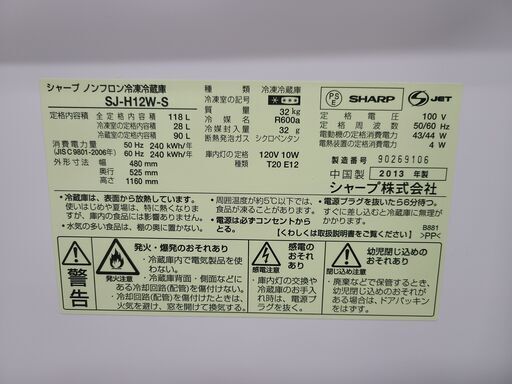 シャープ ノンフロン冷凍冷蔵庫
SJ-H12W-S
定格内容積 全定格内容積 118 L
冷凍室の定格内容積 28 L
冷蔵室の定格内容積 90 L
消費電力量 50 Hz 240 kWh/年
(JIS C 9801-2006年) 60 Hz 240 kWh/年
外形寸法 幅 480 mm
奥行 525 mm
高さ 1160 mm
種類 冷凍冷蔵庫
冷凍室の記号
質量 32 kg
冷媒 R600a
冷媒封入量 32 g
断熱発泡ガス シクロペンタン
庫内灯の定格 120V 10W
T20 E12
PS
E
SHARP
JET
定格電圧 100 V
定格周波数 50/60 Hz
電動機の定格消費電力 43/44 W
電熱装置の定格消費電力 4 W
製造番号 90269106
中国製 2013 年製
シャープ株式会社
・冷蔵庫は、表面から放熱しています。
使いはじめや夏場は、特に熱く感じることがあり
ますが、庫内の食品には影響ありません。
・水気の多い食品は、棚の奥に置かない。
・周囲温度が約5℃以下では、
食品が凍ることがあります。
・電源は必ずコンセントか
ら、とる。
・電源プラグを抜いたら6分待つ。
すぐに差し込むと冷蔵庫に無理が
かかります。
【くわしくは取扱説明書をご覧ください】
B881
>PP<
警告
発火・爆発のおそれあり
発火注意
・冷蔵庫内で電気製品を使
わない。
・冷蔵庫背面・側面などに
ある冷却回路(配管)を傷付けない。
・冷却回路(配管)を傷付けたときは、
火気を避け、窓を開けて換気する。
感電の
おそれ
あり
感電注意
・庫内灯の交換や
冷蔵庫のお手入
れ時は、電源プラ
グを抜く。
幼児閉じ込めの
おそれあり
閉じ込め注意
・廃棄などで保管するとき、
幼児閉じ込めのおそれが
ある場所では、ドアパッキン
をはずす。